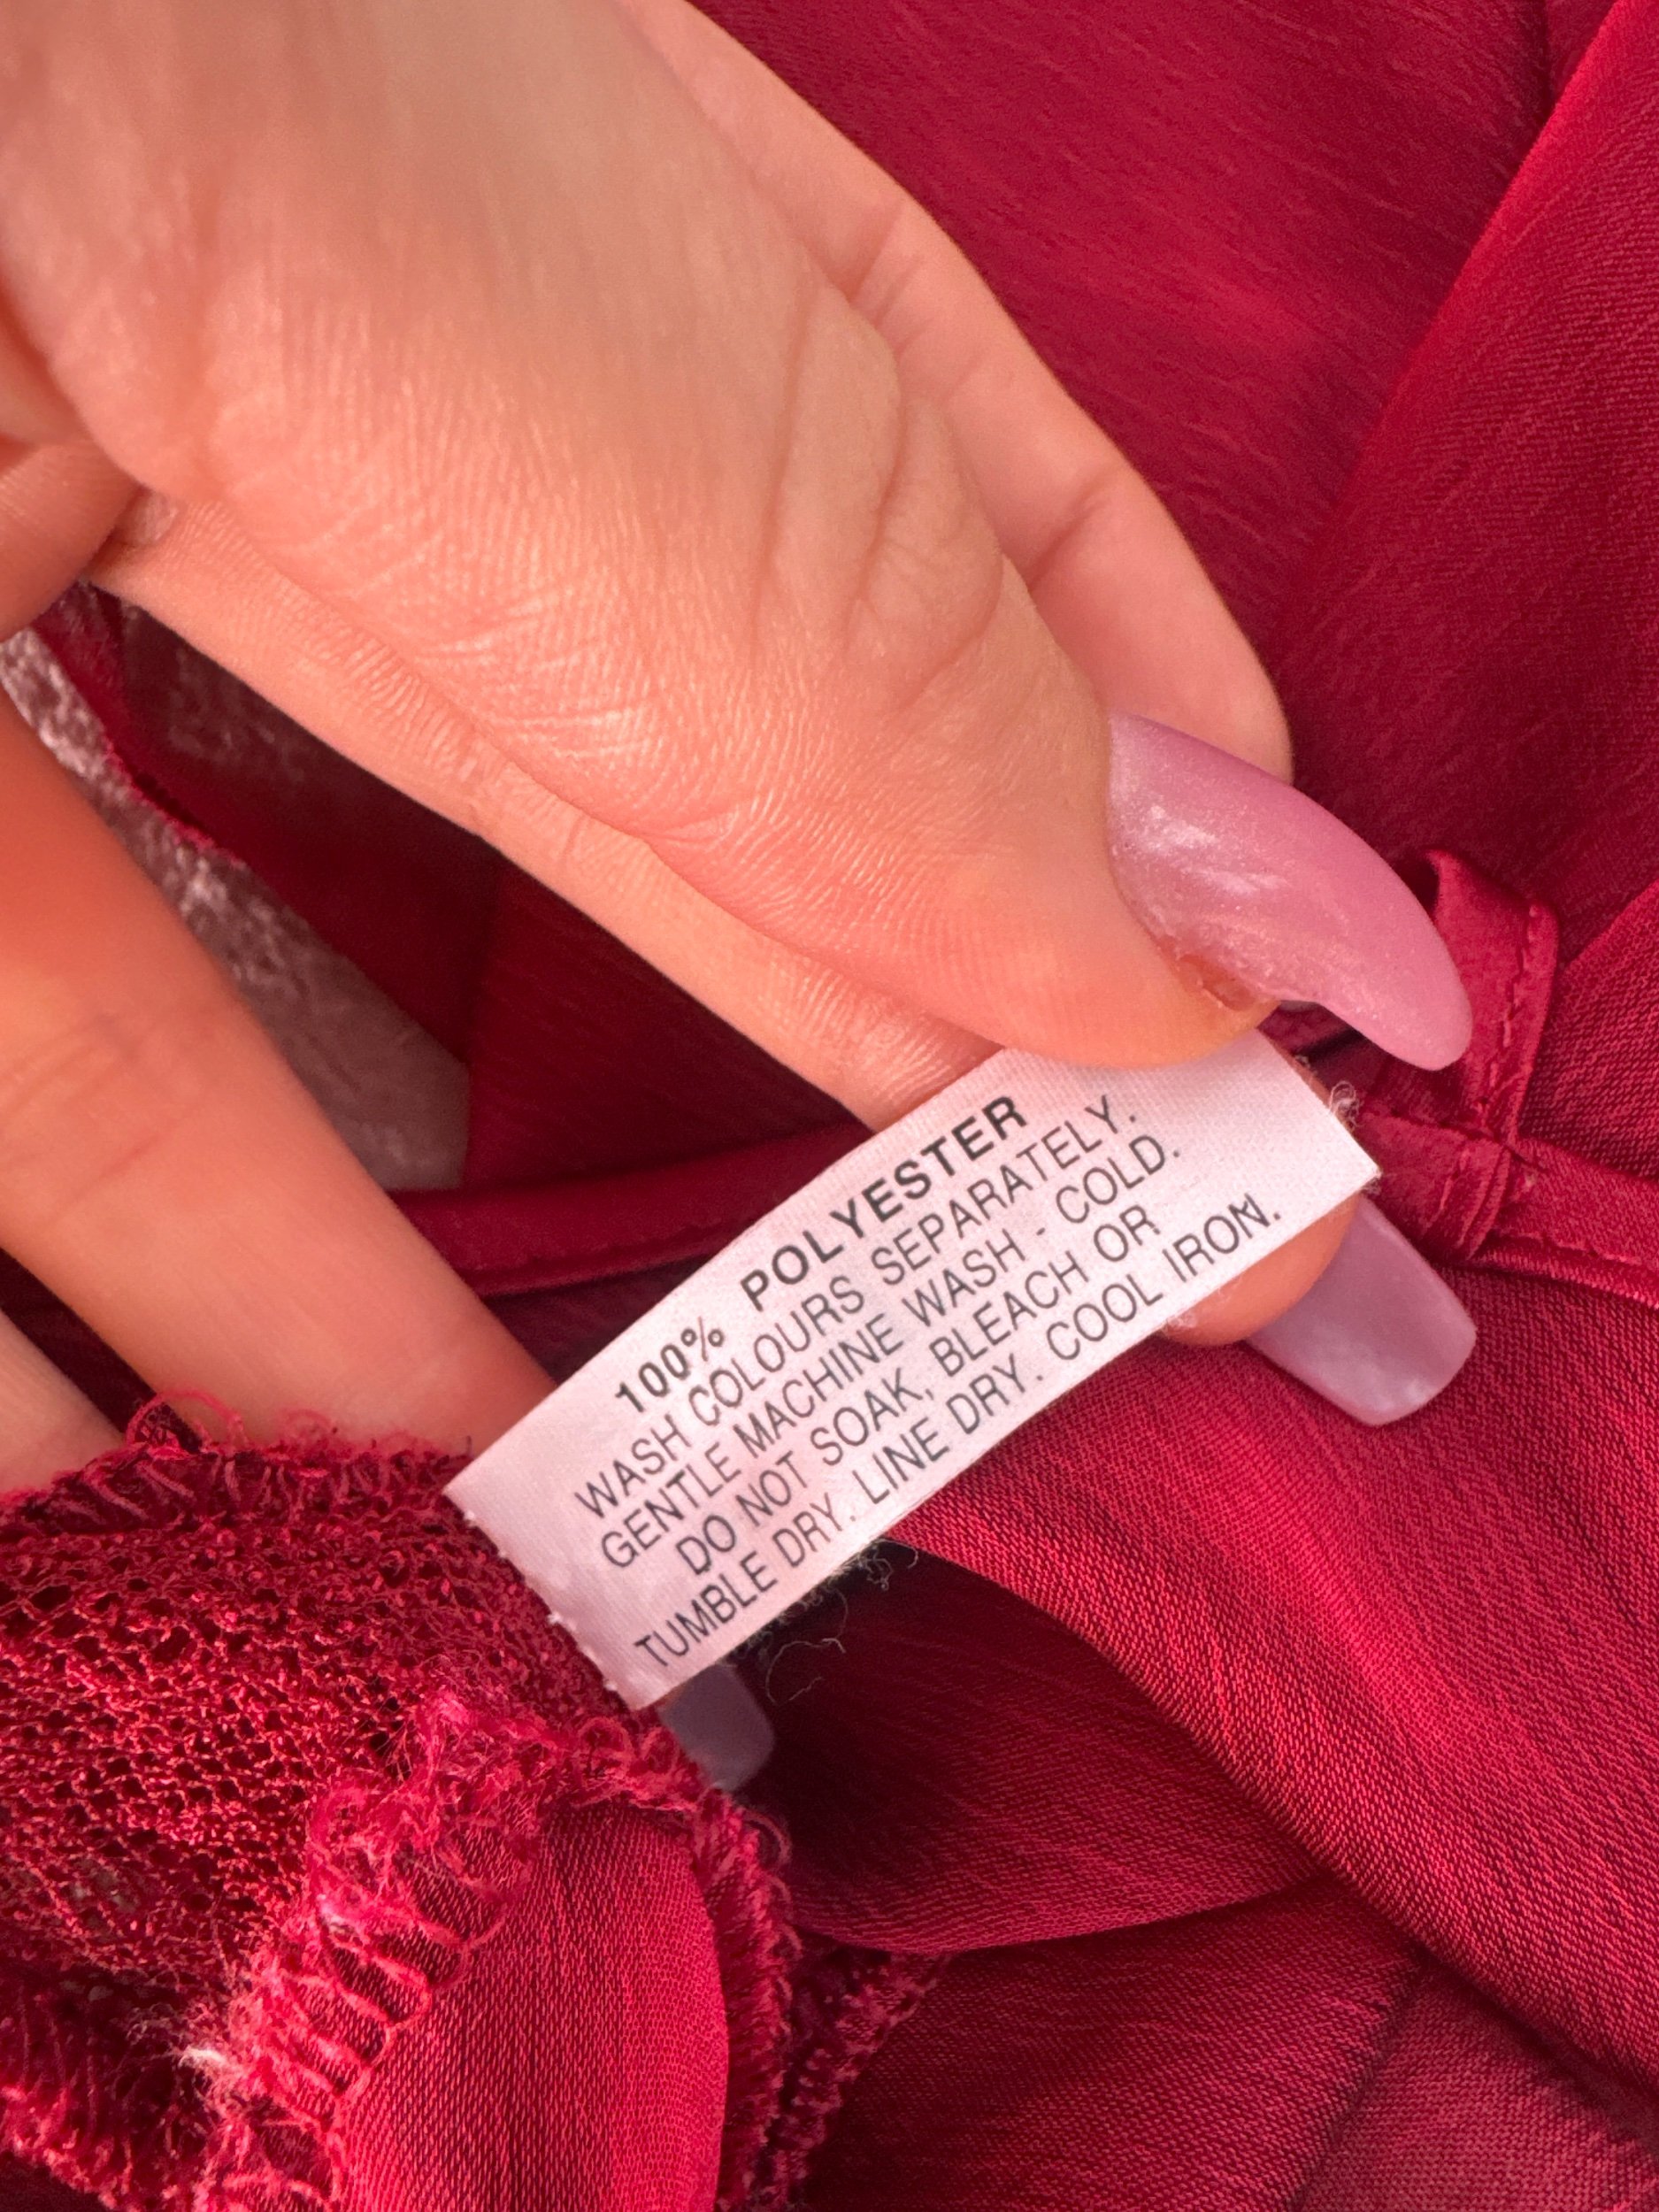 100% POLYESTER
WASH COLOURS SEPARATELY.
GENTLE MACHINE WASH - COLD.
DO NOT SOAK, BLEACH OR
TUMBLE DRY. LINE DRY. COOL IRON.